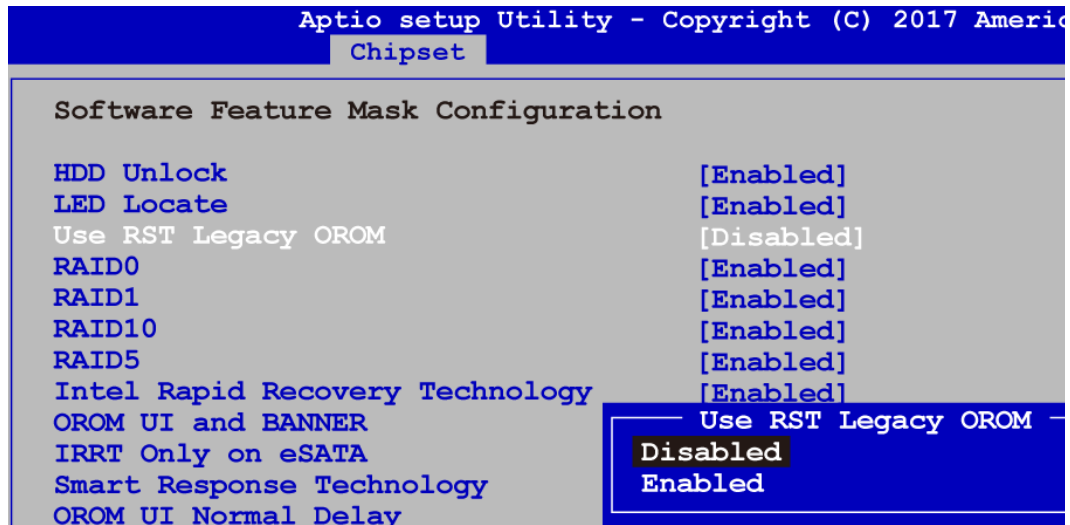 Aptio setup Utility - Copyright (C) 2017 Americ
Chipset
Software Feature Mask Configuration
HDD Unlock [Enabled]
LED Locate [Enabled]
Use RST Legacy OROM [Disabled]
RAID0 [Enabled]
RAID1 [Enabled]
RAID10 [Enabled]
RAID5 [Enabled]
Intel Rapid Recovery Technology [Enabled]
OROM UI and BANNER
IRRT Only on eSATA
Smart Response Technology
OROM UI Normal Delay
Use RST Legacy OROM
Disabled
Enabled